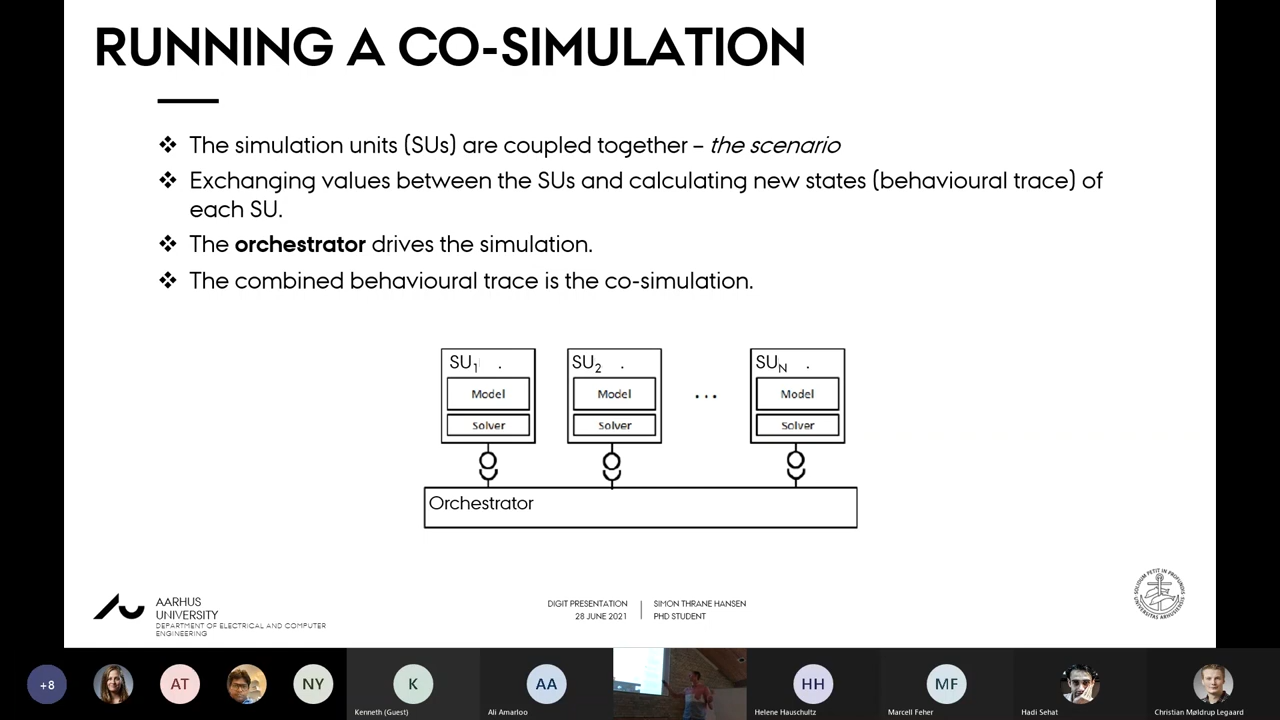 RUNNING A CO-SIMULATION
❖ The simulation units (SUs) are coupled together – the scenario
❖ Exchanging values between the SUs and calculating new states (behavioural trace) of
each SU.
❖ The orchestrator drives the simulation.
❖ The combined behavioural trace is the co-simulation.
SU1 .
SU2 .
SUN .
Model
Model
...
Model
Solver
Solver
Solver
Orchestrator
AARHUS
UNIVERSITY
DEPARTMENT OF ELECTRICAL AND COMPUTER
ENGINEERING
DIGIT PRESENTATION
28 JUNE 2021
SIMON THRANE HANSEN
PHD STUDENT
+8
AT
NY
K
Kenneth (Guest)
AA
Ali Amarloo
HH
Helene Hauschultz
MF
Marcell Feher
Hadi Sehat
Christian Møldrup Legaard